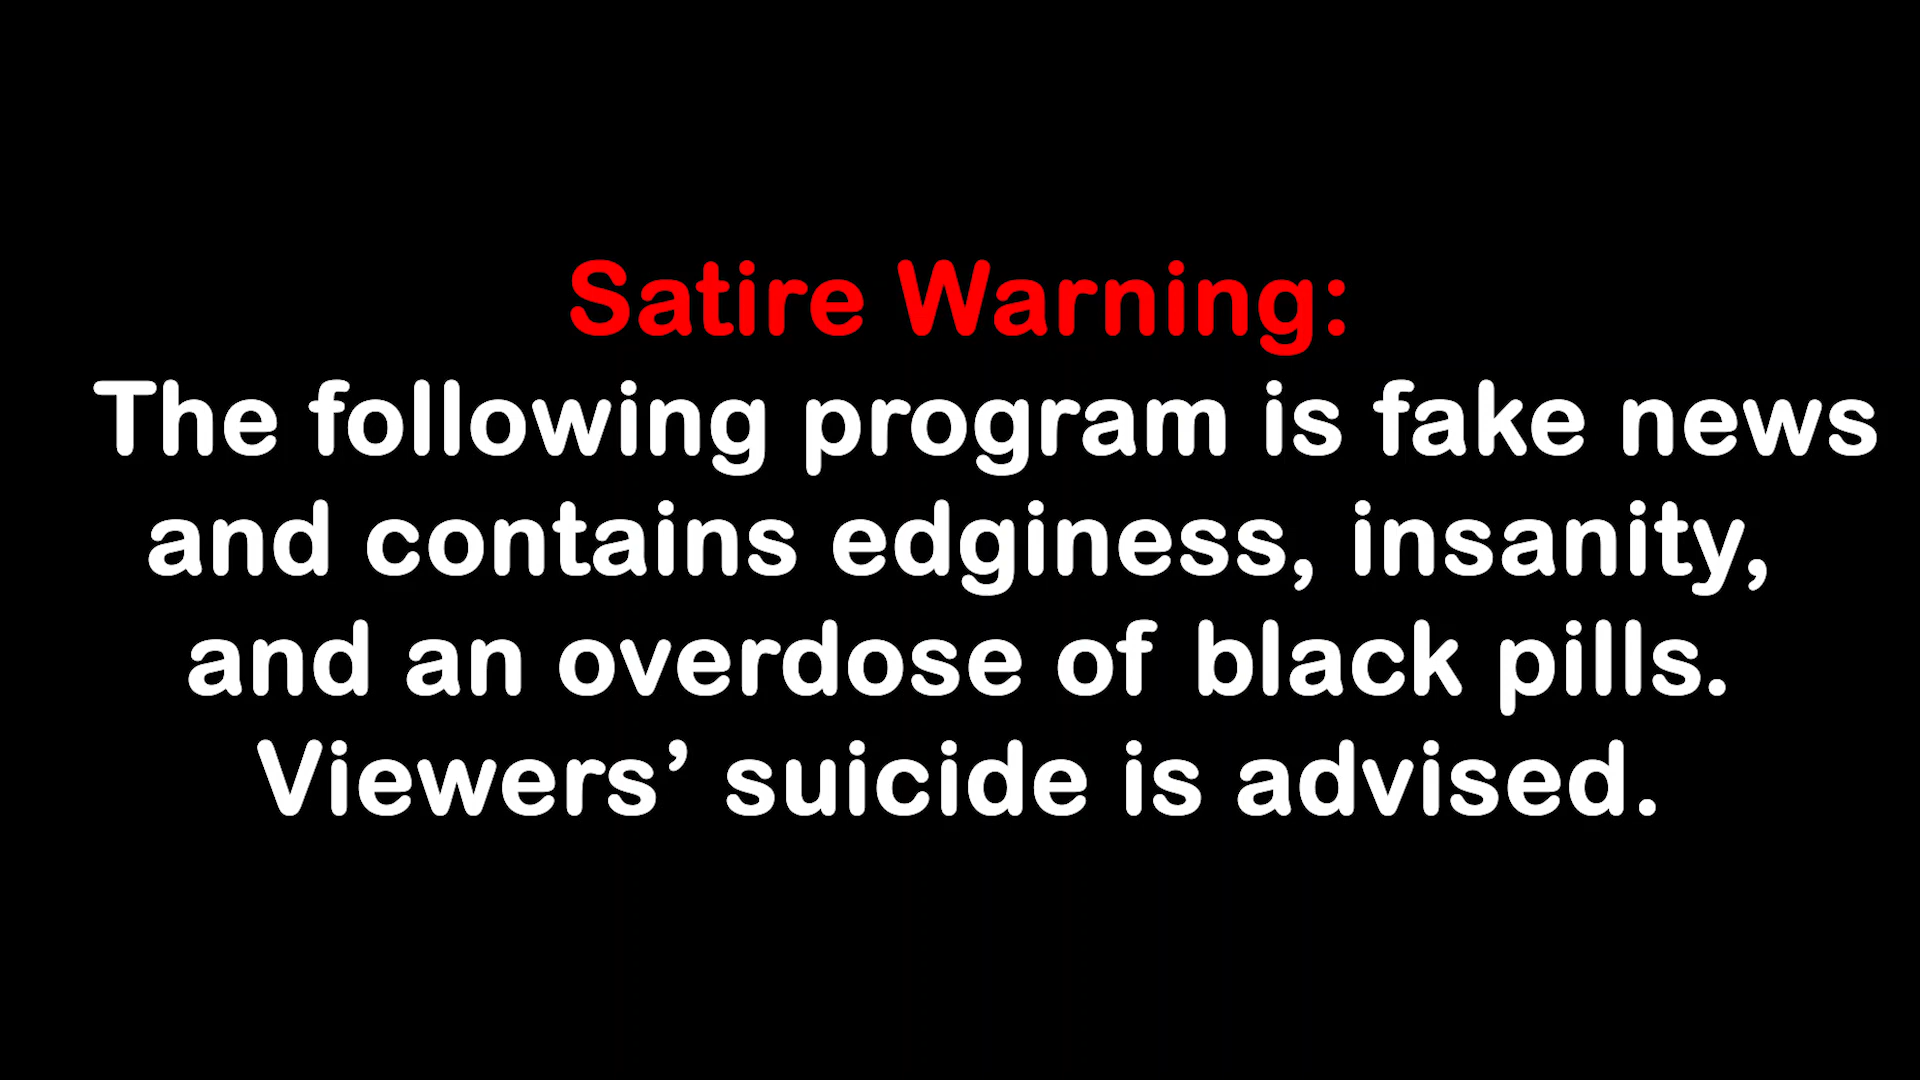 Satire Warning:
The following program is fake news
and contains edginess, insanity,
and an overdose of black pills.
Viewers’ suicide is advised.